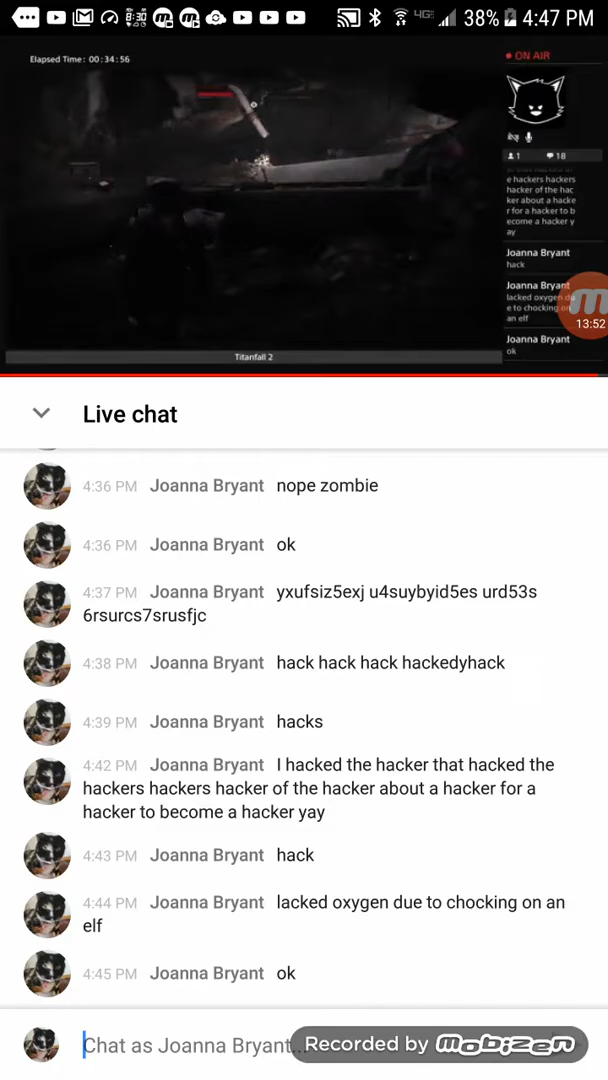 38% 4:47 PM
Elapsed Time: 00:34:56
ON AIR
1 18
e hackers hackers
hacker of the hac
ker about a hacke
r for a hacker to b
ecome a hacker y
ay
Joanna Bryant
hack
Joanna Bryant
lacked oxygen du
e to chocking on
an elf
13:52
Joanna Bryant
ok
Titanfall 2
Live chat
4:36 PM Joanna Bryant nope zombie
4:36 PM Joanna Bryant ok
4:37 PM Joanna Bryant yxufsiz5exj u4suybyid5es urd53s
6rsurcs7srusfjc
4:38 PM Joanna Bryant hack hack hack hackedyhack
4:39 PM Joanna Bryant hacks
4:42 PM Joanna Bryant I hacked the hacker that hacked the
hackers hackers hacker of the hacker about a hacker for a
hacker to become a hacker yay
4:43 PM Joanna Bryant hack
4:44 PM Joanna Bryant lacked oxygen due to chocking on an
elf
4:45 PM Joanna Bryant ok
Chat as Joanna Bryant...
Recorded by mobizen